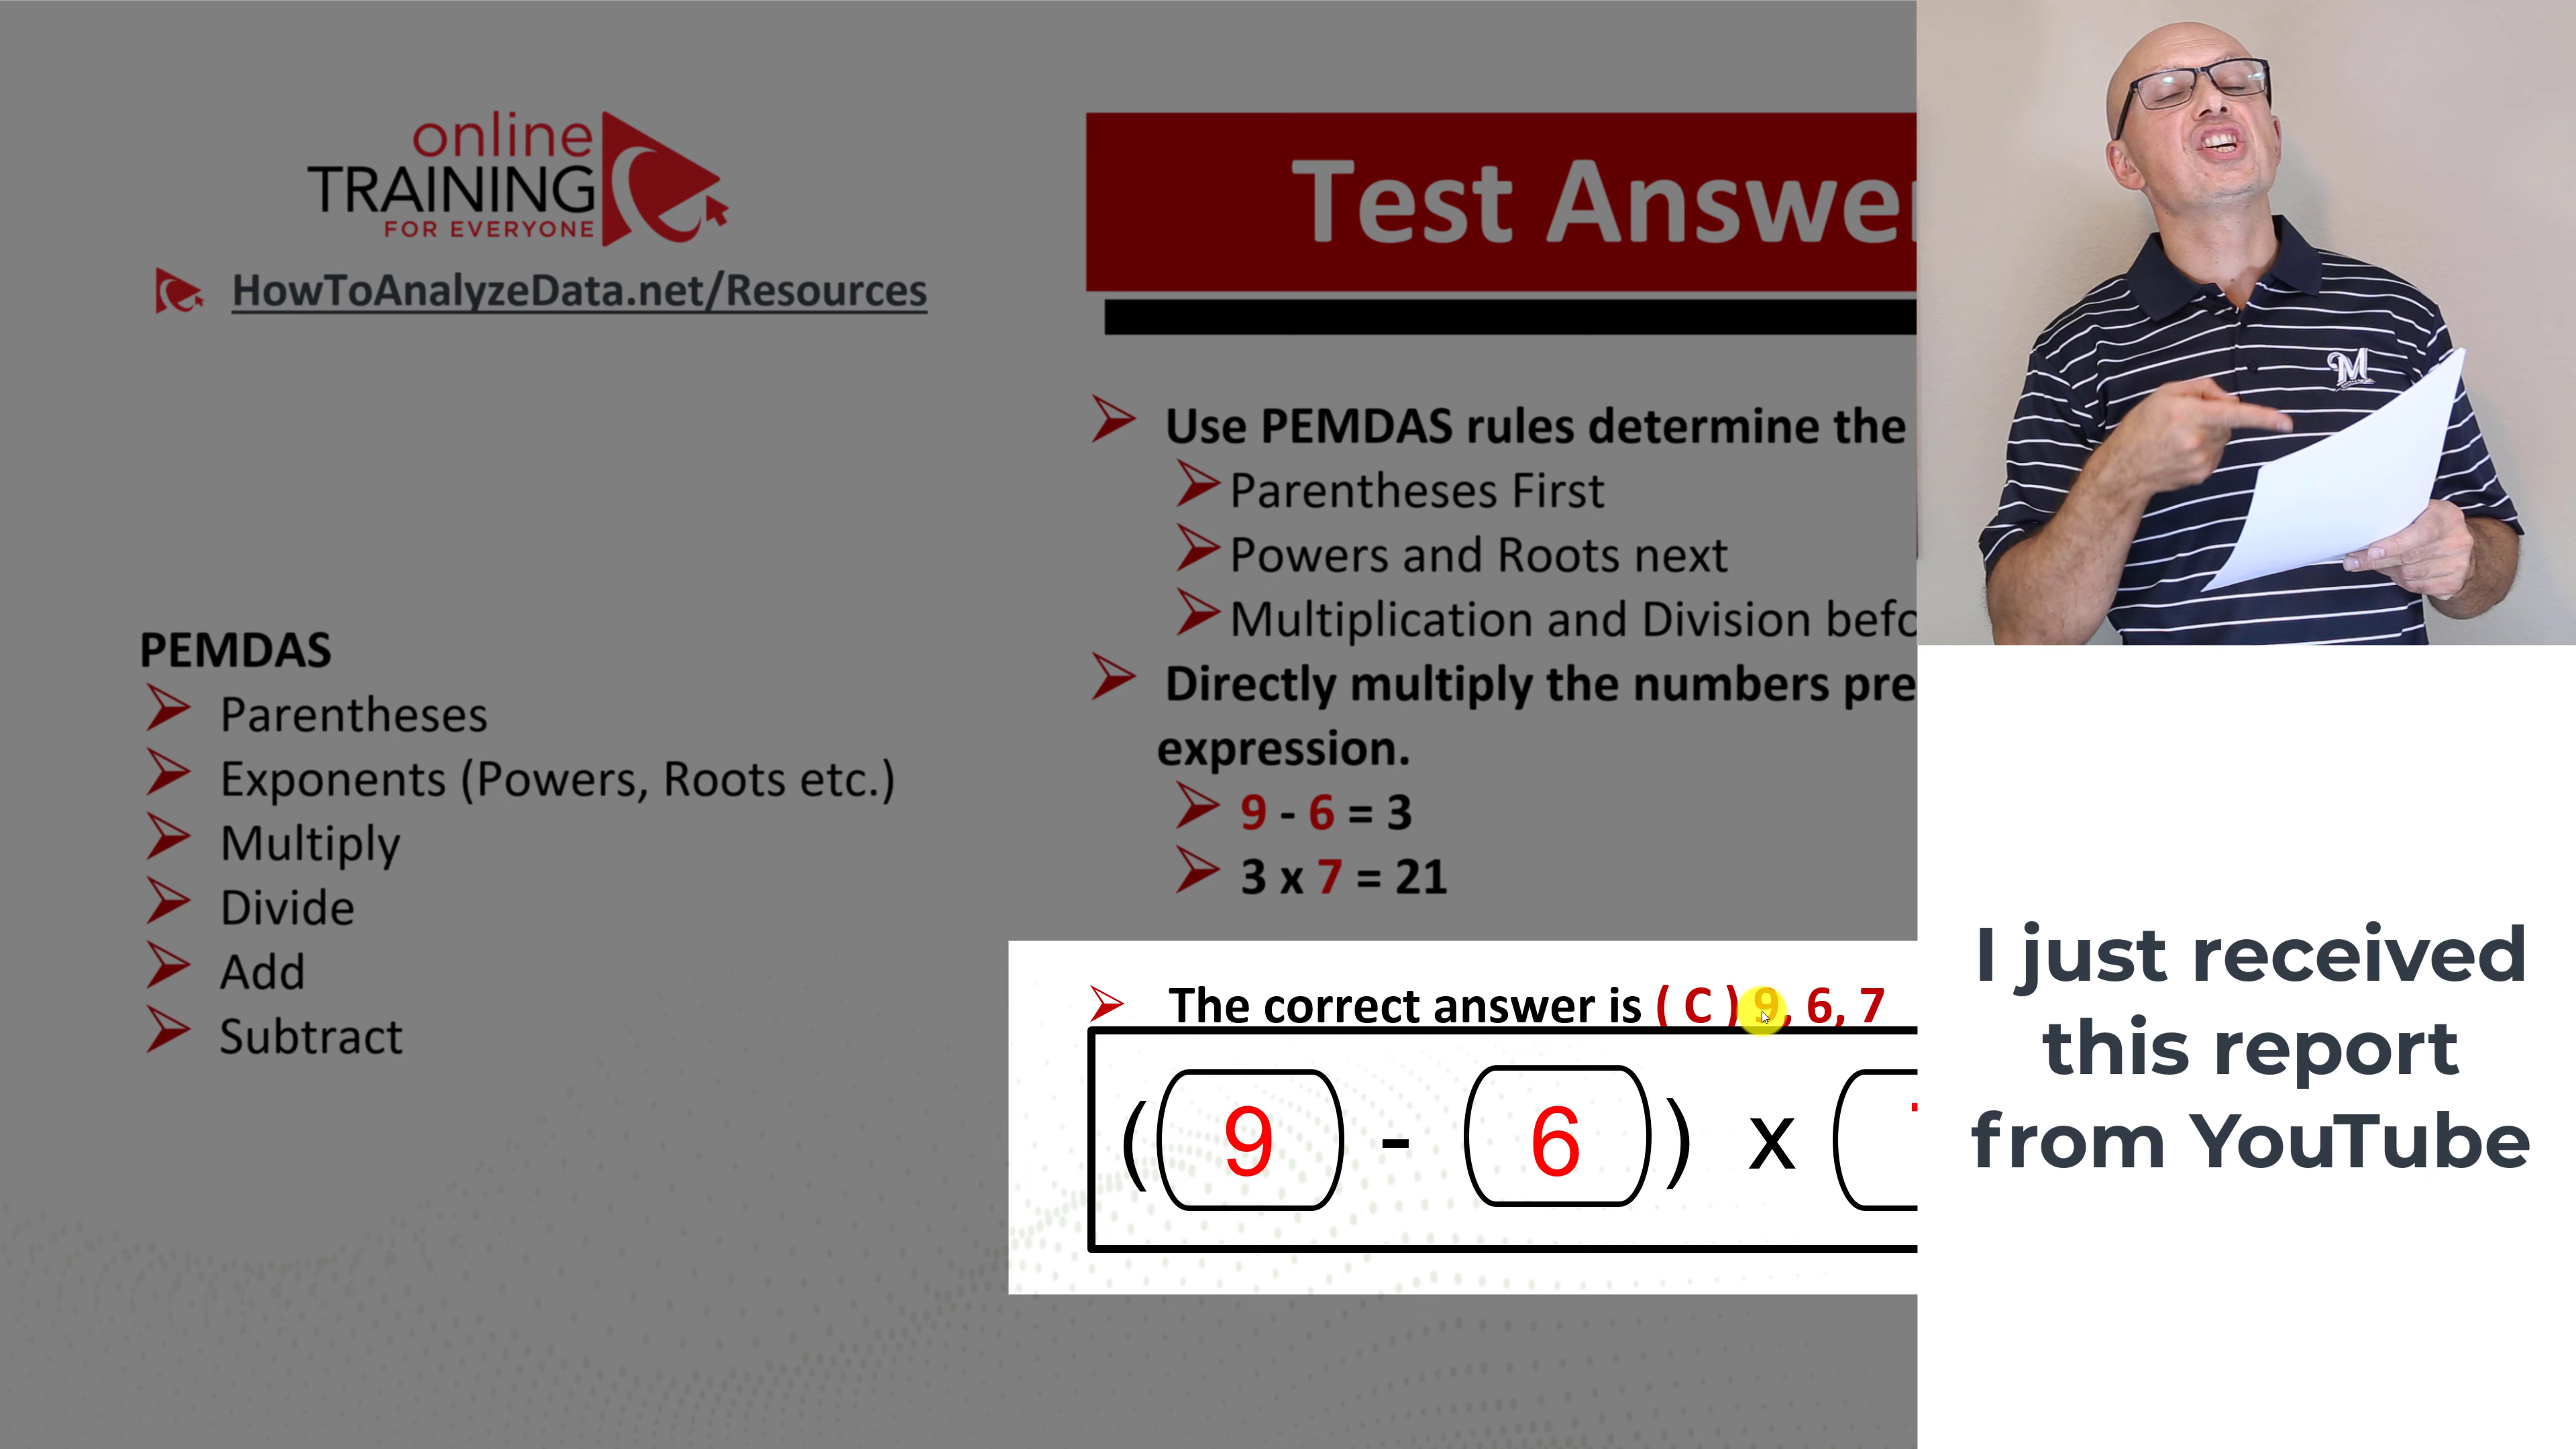 online
TRAINING
FOR EVERYONE
HowToAnalyzeData.net/Resources
PEMDAS
Parentheses
Exponents (Powers, Roots etc.)
Multiply
Divide
Add
Subtract
Test Answer
Use PEMDAS rules determine the
Parentheses First
Powers and Roots next
Multiplication and Division befo
Directly multiply the numbers pre
expression.
9 - 6 = 3
3 x 7 = 21
The correct answer is ( C ) 9, 6, 7
( 9 - 6 ) x
M
I just received
this report
from YouTube